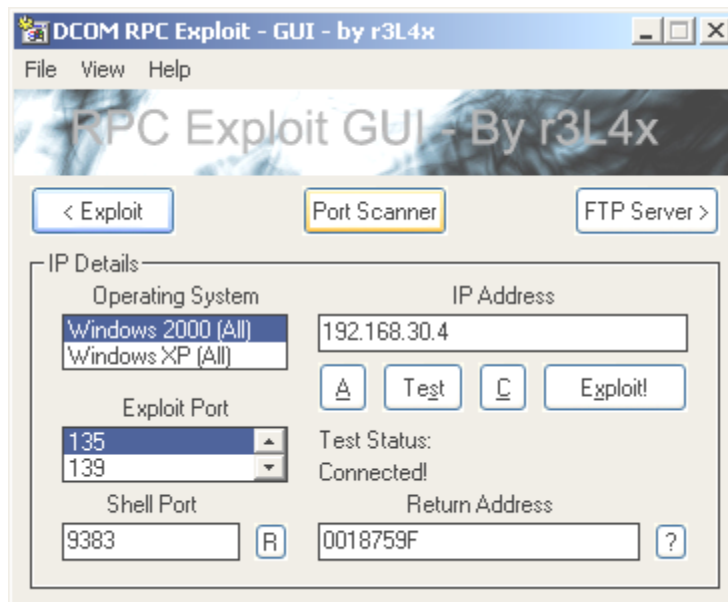 DCOM RPC Exploit - GUI - by r3L4x
File View Help
RPC Exploit GUI - By r3L4x
< Exploit
Port Scanner
FTP Server >
IP Details
Operating System
Windows 2000 (All)
Windows XP (All)
IP Address
192.168.30.4
A
Test
C
Exploit!
Exploit Port
135
139
Test Status:
Connected!
Shell Port
9383
R
Return Address
0018759F
?